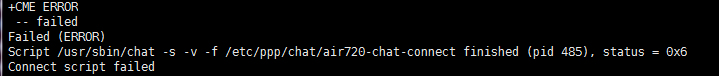 +CME ERROR
-- failed
Failed (ERROR)
Script /usr/sbin/chat -s -v -f /etc/ppp/chat/air720-chat-connect finished (pid 485), status = 0x6
Connect script failed